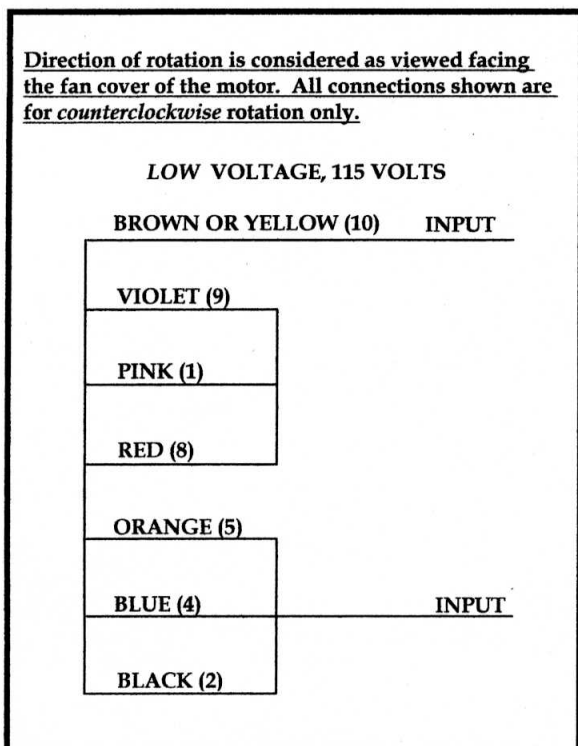 Direction of rotation is considered as viewed facing
the fan cover of the motor. All connections shown are
for counterclockwise rotation only.
LOW VOLTAGE, 115 VOLTS
BROWN OR YELLOW (10) INPUT
VIOLET (9)
PINK (1)
RED (8)
ORANGE (5)
BLUE (4) INPUT
BLACK (2)